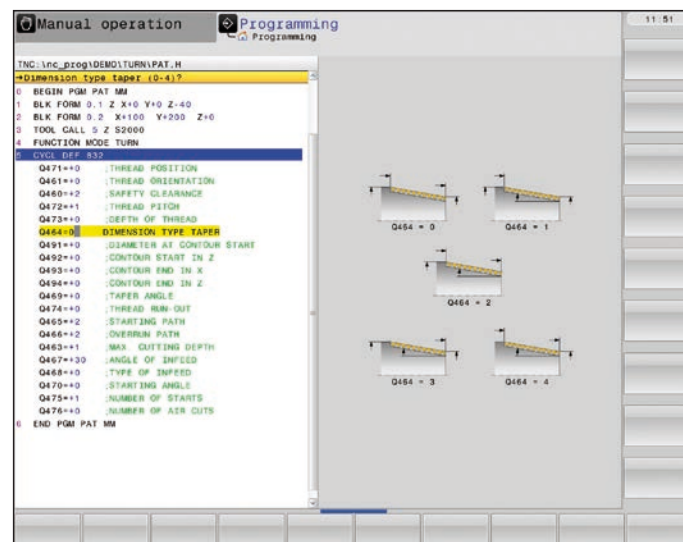 Manual operation
Programming
Programming
11:51
TNC:\nc_prog\DEMO\TURN\PAT.H
→Dimension type taper (0-4)?
0 BEGIN PGM PAT MM
1 BLK FORM 0.1 Z X+0 Y+0 Z-40
2 BLK FORM 0.2 X+100 Y+200 Z+0
3 TOOL CALL 5 Z S2000
4 FUNCTION MODE TURN
5 CYCL DEF 832
Q471=+0 ;THREAD POSITION
Q461=+0 ;THREAD ORIENTATION
Q460=+2 ;SAFETY CLEARANCE
Q472=+1 ;THREAD PITCH
Q473=+0 ;DEPTH OF THREAD
Q464=0 DIMENSION TYPE TAPER
Q491=+0 ;DIAMETER AT CONTOUR START
Q492=+0 ;CONTOUR START IN Z
Q493=+0 ;CONTOUR END IN X
Q494=+0 ;CONTOUR END IN Z
Q469=+0 ;TAPER ANGLE
Q474=+0 ;THREAD RUN-OUT
Q465=+2 ;STARTING PATH
Q466=+2 ;OVERRUN PATH
Q463=+1 ;MAX. CUTTING DEPTH
Q467=+30 ;ANGLE OF INFEED
Q468=+0 ;TYPE OF INFEED
Q470=+0 ;STARTING ANGLE
Q475=+1 ;NUMBER OF STARTS
Q476=+0 ;NUMBER OF AIR CUTS
6 END PGM PAT MM
Q464 = 0
Q464 = 1
Q464 = 2
Q464 = 3
Q464 = 4